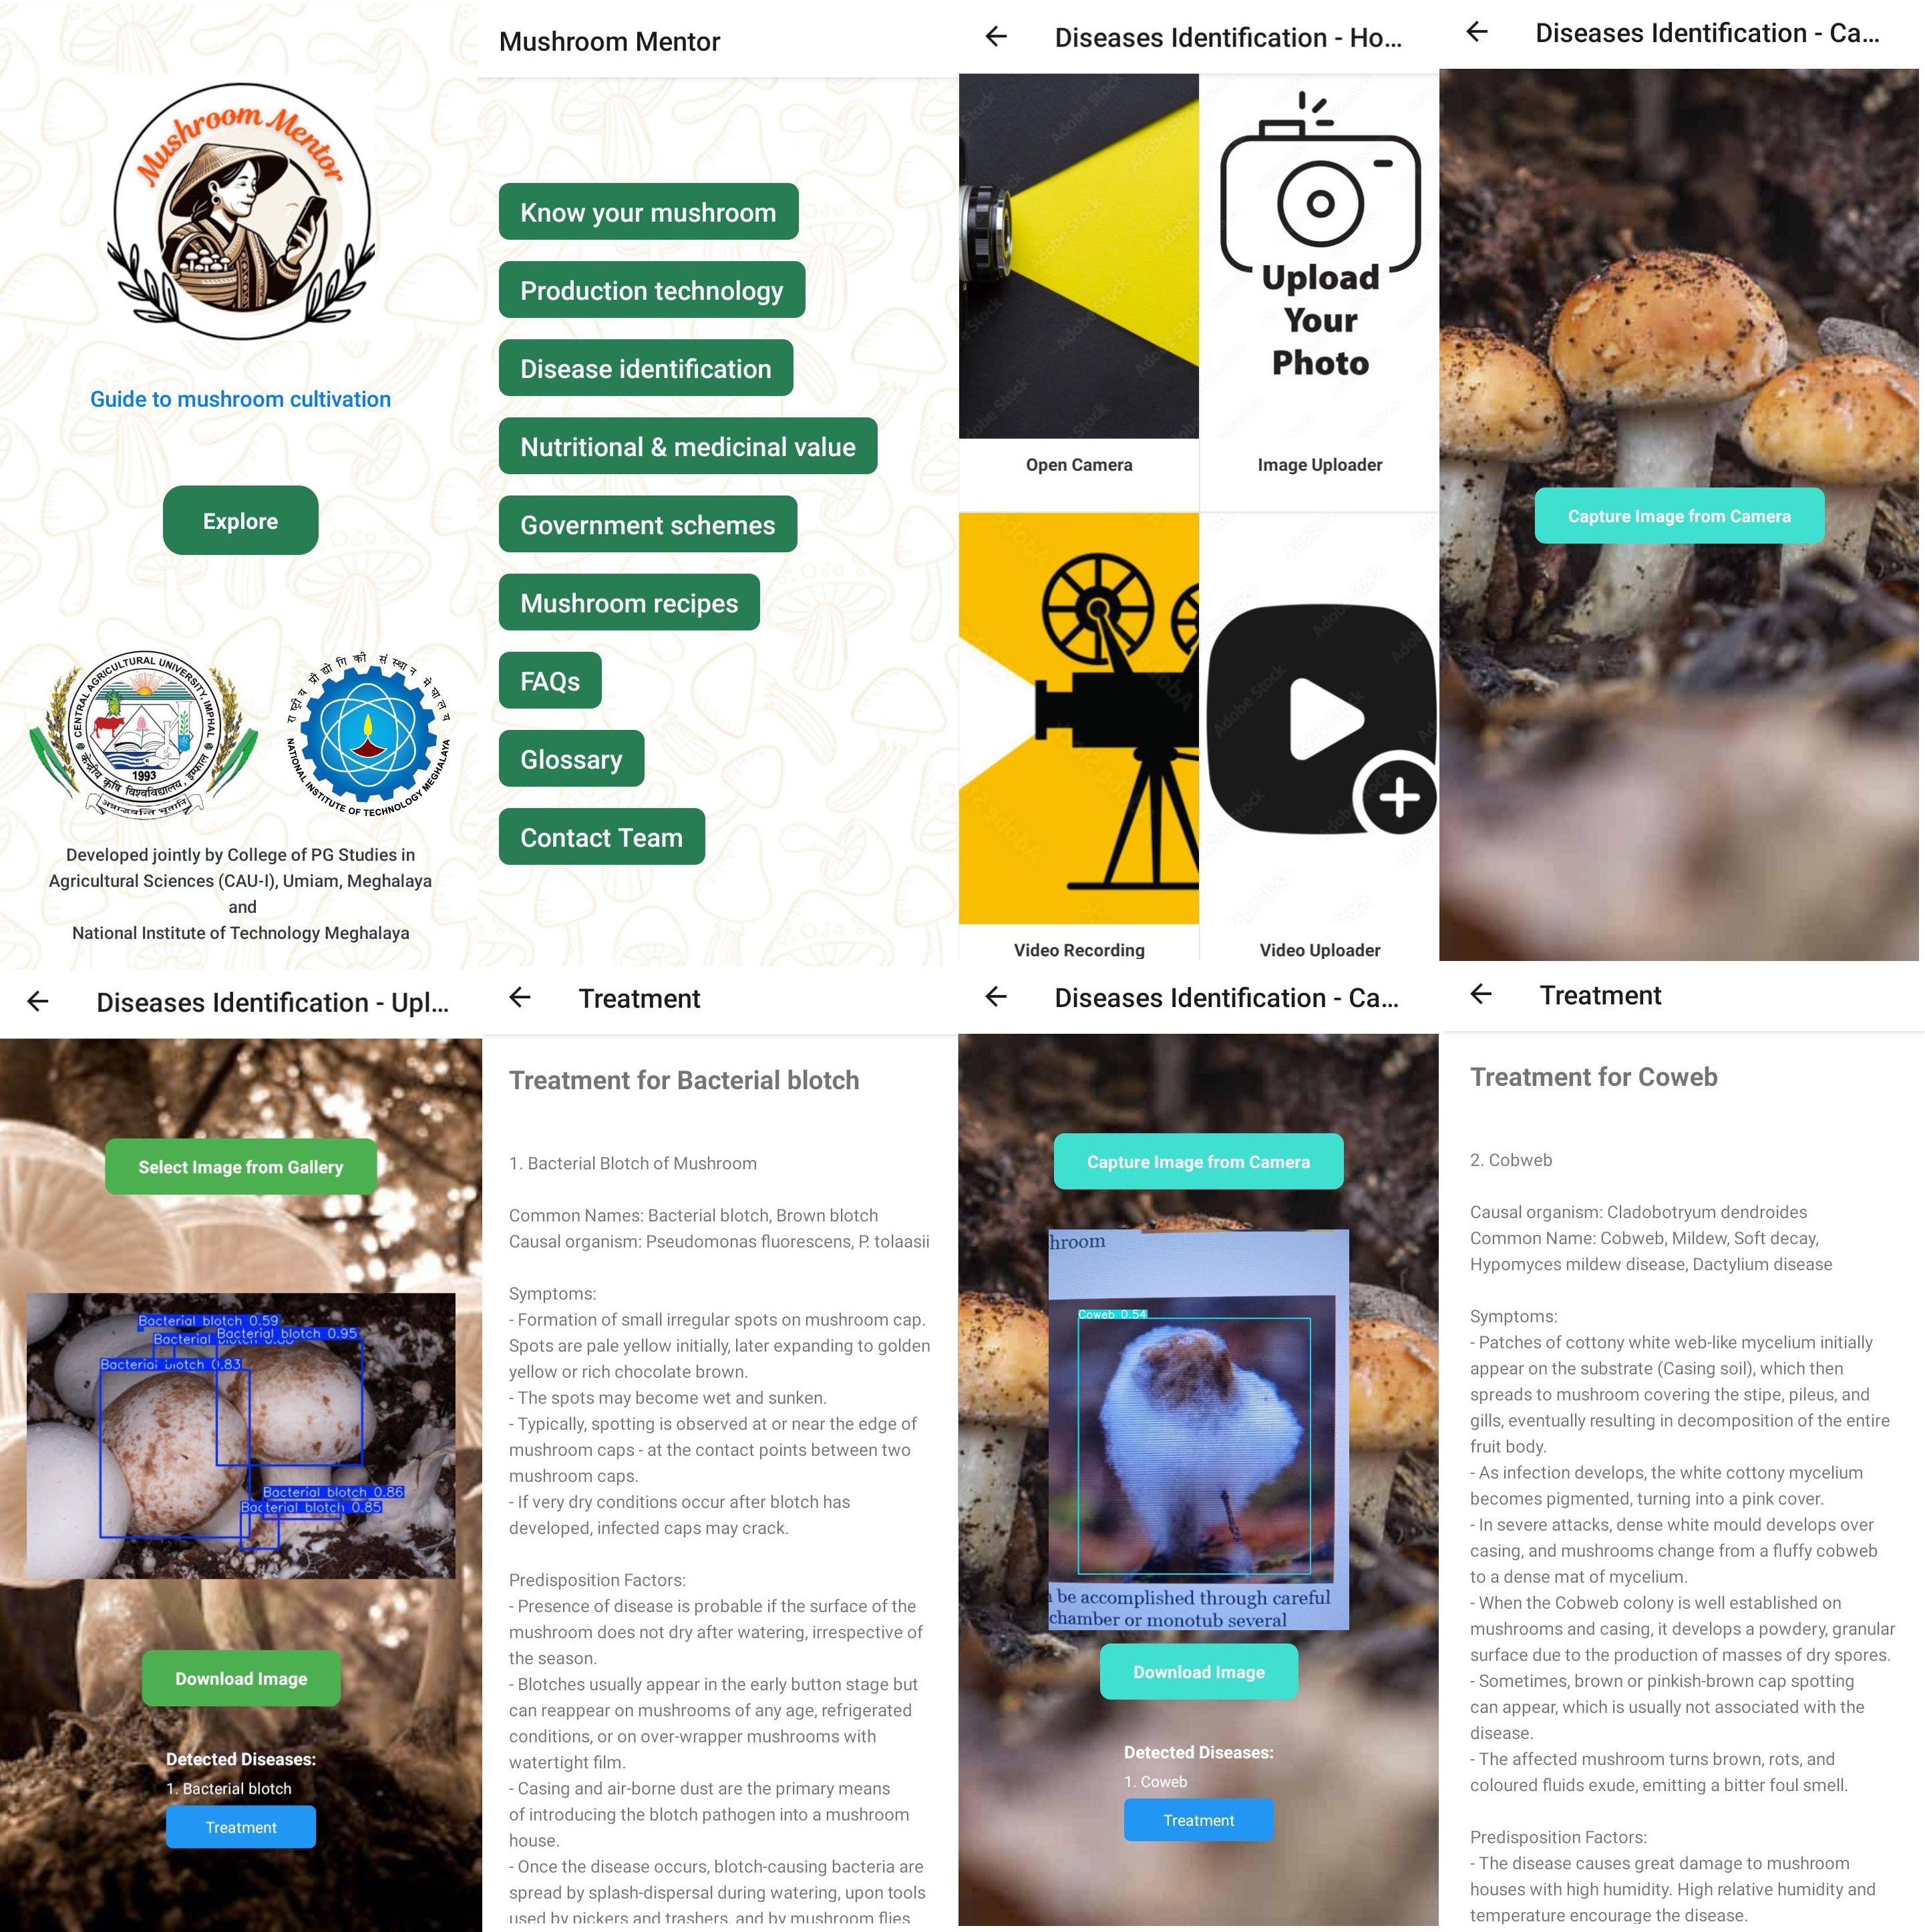 Mushroom Mentor
Guide to mushroom cultivation
Explore
CENTRAL AGRICULTURAL UNIVERSITY, IMPHAL
1993
केन्द्रीय कृषि विश्वविद्यालय, इम्फाल
राष्ट्रीय प्रौद्योगिकी संस्थान मेघालय
NATIONAL INSTITUTE OF TECHNOLOGY MEGHALAYA
Developed jointly by College of PG Studies in
Agricultural Sciences (CAU-I), Umiam, Meghalaya
and
National Institute of Technology Meghalaya
Mushroom Mentor
Know your mushroom
Production technology
Disease identification
Nutritional & medicinal value
Government schemes
Mushroom recipes
FAQs
Glossary
Contact Team
Diseases Identification - Ho...
Adobe Stock
Upload
Your
Photo
Open Camera
Image Uploader
Video Recording
Video Uploader
Diseases Identification - Ca...
Capture Image from Camera
Diseases Identification - Upl...
Select Image from Gallery
Bacterial blotch 0.59
Bacterial blotch 0.95
Bacterial blotch
Bacterial blotch 0.83
Bacterial blotch 0.86
Bacterial blotch 0.85
Download Image
Detected Diseases:
1. Bacterial blotch
Treatment
Treatment
Treatment for Bacterial blotch
1. Bacterial Blotch of Mushroom
Common Names: Bacterial blotch, Brown blotch
Causal organism: Pseudomonas fluorescens, P. tolaasii
Symptoms:
- Formation of small irregular spots on mushroom cap.
Spots are pale yellow initially, later expanding to golden
yellow or rich chocolate brown.
- The spots may become wet and sunken.
- Typically, spotting is observed at or near the edge of
mushroom caps - at the contact points between two
mushroom caps.
- If very dry conditions occur after blotch has
developed, infected caps may crack.
Predisposition Factors:
- Presence of disease is probable if the surface of the
mushroom does not dry after watering, irrespective of
the season.
- Blotches usually appear in the early button stage but
can reappear on mushrooms of any age, refrigerated
conditions, or on over-wrapper mushrooms with
watertight film.
- Casing and air-borne dust are the primary means
of introducing the blotch pathogen into a mushroom
house.
- Once the disease occurs, blotch-causing bacteria are
spread by splash-dispersal during watering, upon tools
used by pickers and trashers, and by mushroom flies
Diseases Identification - Ca...
Capture Image from Camera
hroom
Coweb 0.54
be accomplished through careful
chamber or monotub several
Download Image
Detected Diseases:
1. Coweb
Treatment
Treatment
Treatment for Coweb
2. Cobweb
Causal organism: Cladobotryum dendroides
Common Name: Cobweb, Mildew, Soft decay,
Hypomyces mildew disease, Dactylium disease
Symptoms:
- Patches of cottony white web-like mycelium initially
appear on the substrate (Casing soil), which then
spreads to mushroom covering the stipe, pileus, and
gills, eventually resulting in decomposition of the entire
fruit body.
- As infection develops, the white cottony mycelium
becomes pigmented, turning into a pink cover.
- In severe attacks, dense white mould develops over
casing, and mushrooms change from a fluffy cobweb
to a dense mat of mycelium.
- When the Cobweb colony is well established on
mushrooms and casing, it develops a powdery, granular
surface due to the production of masses of dry spores.
- Sometimes, brown or pinkish-brown cap spotting
can appear, which is usually not associated with the
disease.
- The affected mushroom turns brown, rots, and
coloured fluids exude, emitting a bitter foul smell.
Predisposition Factors:
- The disease causes great damage to mushroom
houses with high humidity. High relative humidity and
temperature encourage the disease.